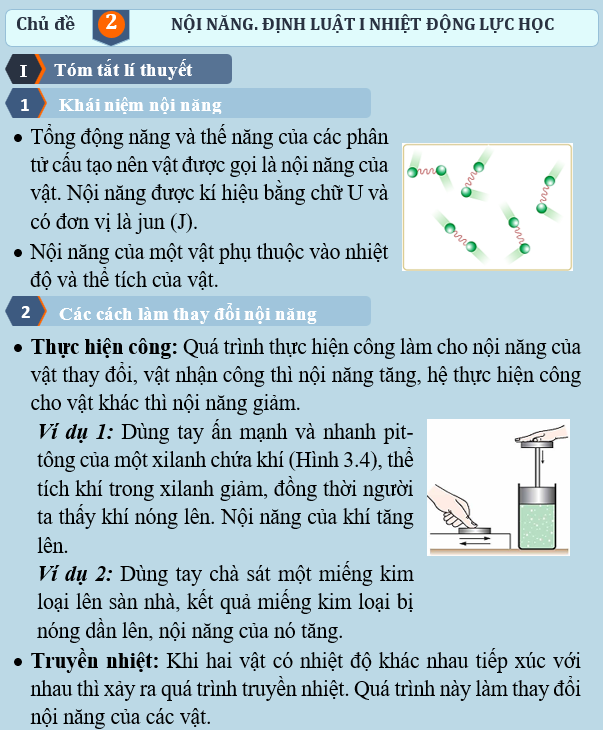 Chủ đề 2 NỘI NĂNG. ĐỊNH LUẬT I NHIỆT ĐỘNG LỰC HỌC
I Tóm tắt lí thuyết
1 Khái niệm nội năng
• Tổng động năng và thế năng của các phân
tử cấu tạo nên vật được gọi là nội năng của
vật. Nội năng được kí hiệu bằng chữ U và
có đơn vị là jun (J).
• Nội năng của một vật phụ thuộc vào nhiệt
độ và thể tích của vật.
2 Các cách làm thay đổi nội năng
• Thực hiện công: Quá trình thực hiện công làm cho nội năng của
vật thay đổi, vật nhận công thì nội năng tăng, hệ thực hiện công
cho vật khác thì nội năng giảm.
Ví dụ 1: Dùng tay ấn mạnh và nhanh pit-
tông của một xilanh chứa khí (Hình 3.4), thể
tích khí trong xilanh giảm, đồng thời người
ta thấy khí nóng lên. Nội năng của khí tăng
lên.
Ví dụ 2: Dùng tay chà sát một miếng kim
loại lên sàn nhà, kết quả miếng kim loại bị
nóng dần lên, nội năng của nó tăng.
• Truyền nhiệt: Khi hai vật có nhiệt độ khác nhau tiếp xúc với
nhau thì xảy ra quá trình truyền nhiệt. Quá trình này làm thay đổi
nội năng của các vật.